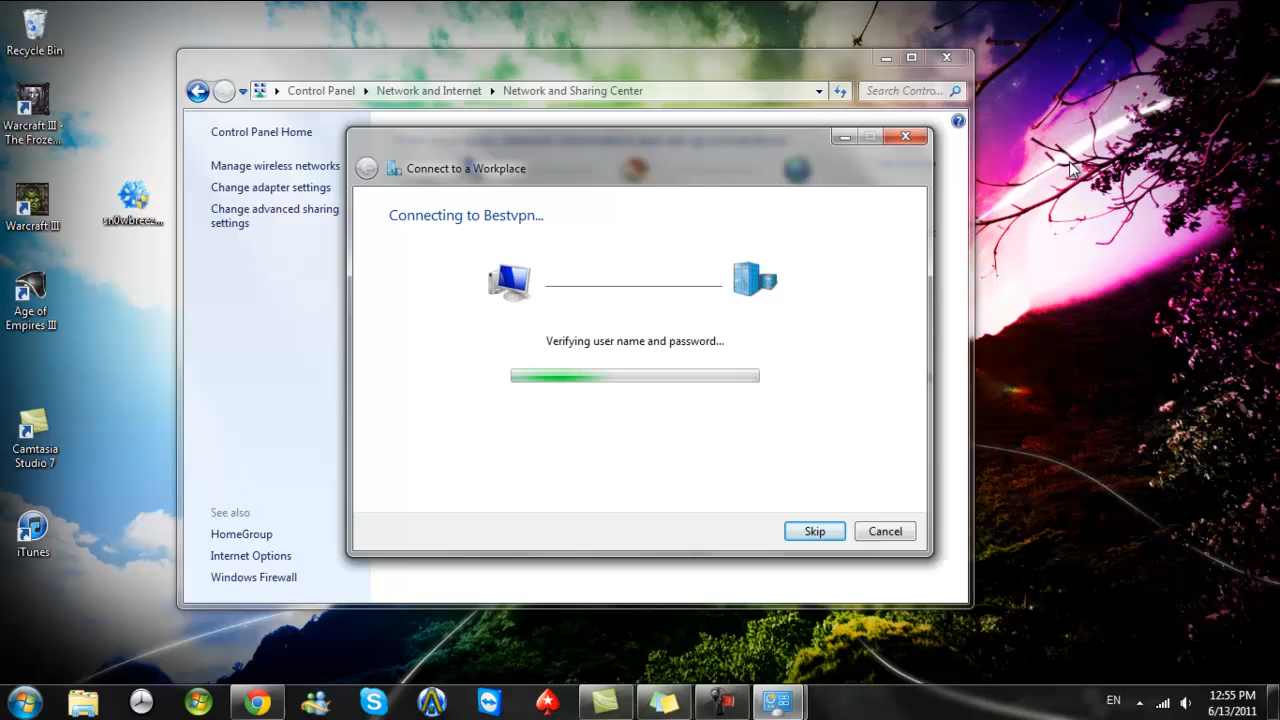 Recycle Bin
Warcraft III -
The Froze...
Warcraft III
sn0wbreez...
Age of
Empires III
Camtasia
Studio 7
iTunes
Control Panel
Network and Internet
Network and Sharing Center
Search Contro...
Control Panel Home
Manage wireless networks
Change adapter settings
Change advanced sharing
settings
See also
HomeGroup
Internet Options
Windows Firewall
Connect to a Workplace
Connecting to Bestvpn...
Verifying user name and password...
Skip
Cancel
EN
12:55 PM
6/13/2011